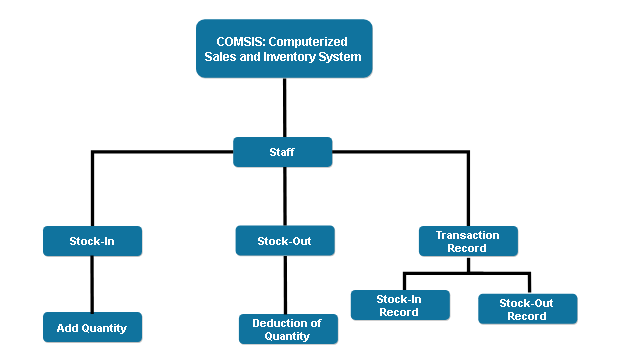 COMSIS: Computerized
Sales and Inventory System
Staff
Stock-In
Stock-Out
Transaction
Record
Add Quantity
Deduction of
Quantity
Stock-In
Record
Stock-Out
Record